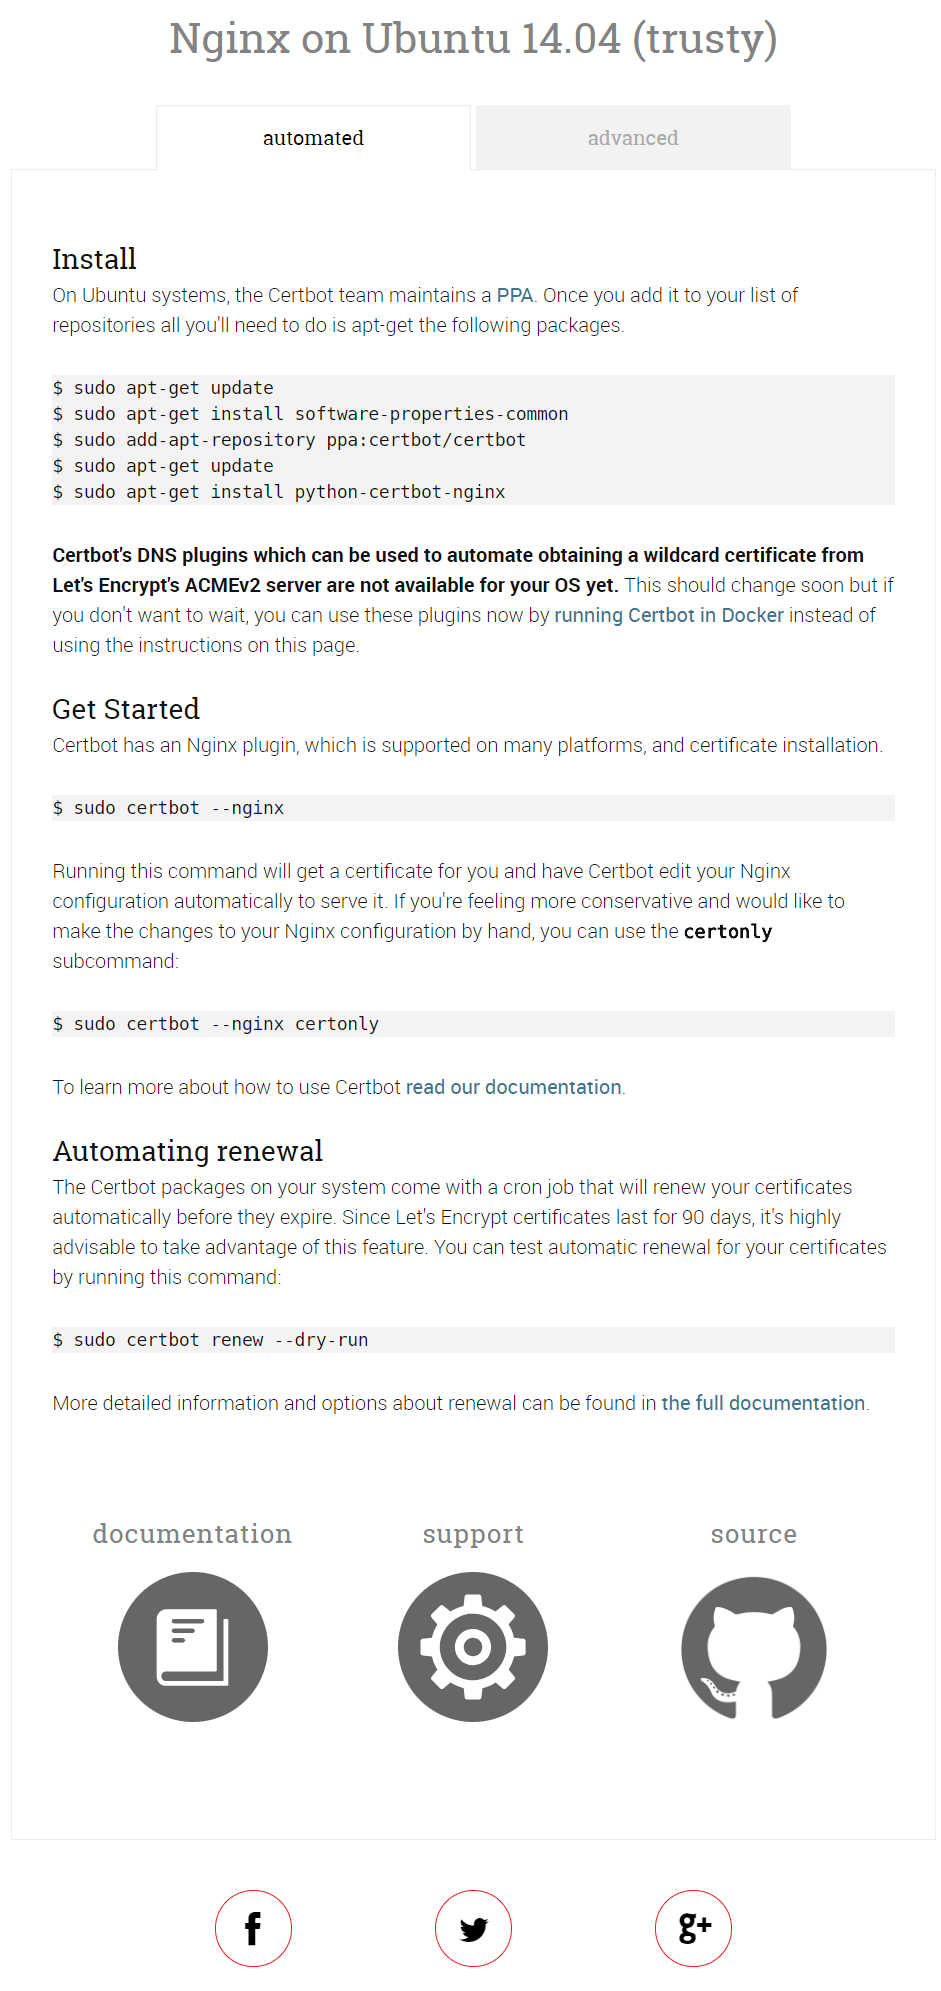 Nginx on Ubuntu 14.04 (trusty)
automated
advanced
Install
On Ubuntu systems, the Certbot team maintains a PPA. Once you add it to your list of
repositories all you'll need to do is apt-get the following packages.
$ sudo apt-get update
$ sudo apt-get install software-properties-common
$ sudo add-apt-repository ppa:certbot/certbot
$ sudo apt-get update
$ sudo apt-get install python-certbot-nginx
Certbot's DNS plugins which can be used to automate obtaining a wildcard certificate from
Let's Encrypt's ACMEv2 server are not available for your OS yet. This should change soon but if
you don't want to wait, you can use these plugins now by running Certbot in Docker instead of
using the instructions on this page.
Get Started
Certbot has an Nginx plugin, which is supported on many platforms, and certificate installation.
$ sudo certbot --nginx
Running this command will get a certificate for you and have Certbot edit your Nginx
configuration automatically to serve it. If you're feeling more conservative and would like to
make the changes to your Nginx configuration by hand, you can use the certonly
subcommand:
$ sudo certbot --nginx certonly
To learn more about how to use Certbot read our documentation.
Automating renewal
The Certbot packages on your system come with a cron job that will renew your certificates
automatically before they expire. Since Let's Encrypt certificates last for 90 days, it's highly
advisable to take advantage of this feature. You can test automatic renewal for your certificates
by running this command:
$ sudo certbot renew --dry-run
More detailed information and options about renewal can be found in the full documentation.
documentation
support
source
f
g+